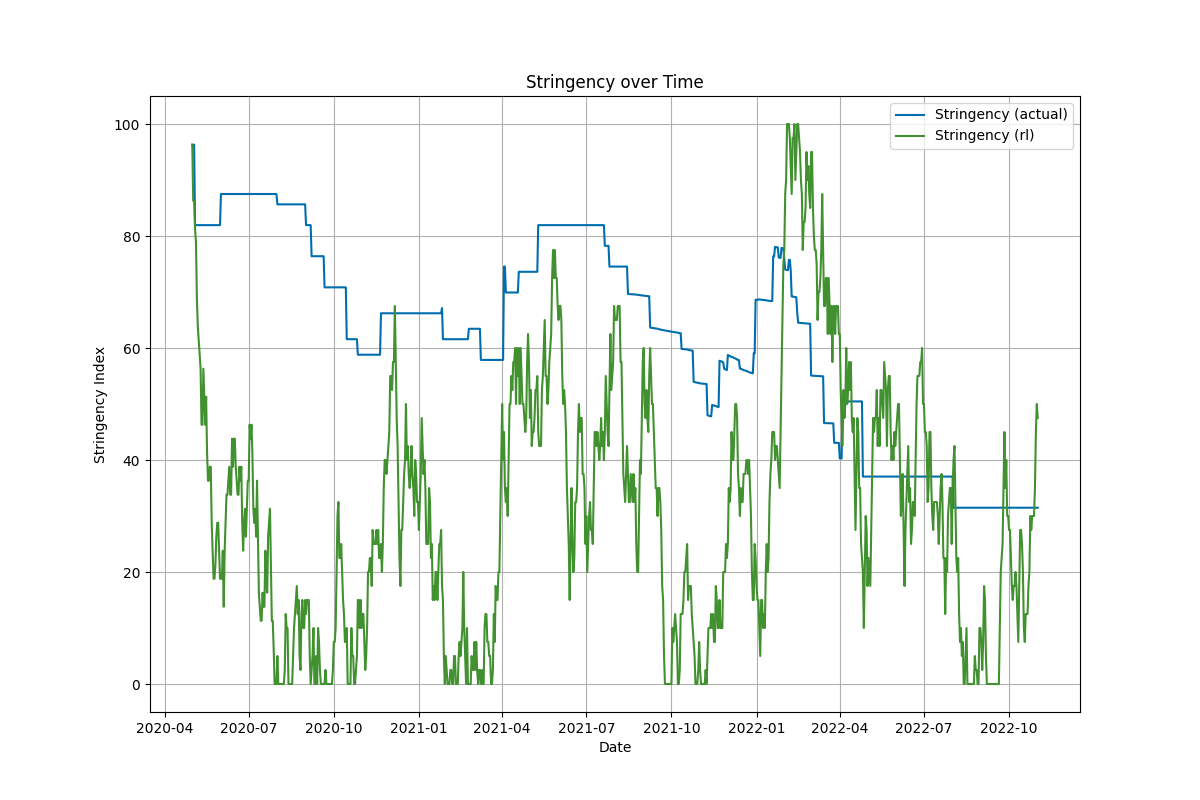 Stringency over Time
Stringency (actual)
Stringency (rl)
100
80
60
40
20
0
Stringency Index
2020-04 2020-07 2020-10 2021-01 2021-04 2021-07 2021-10 2022-01 2022-04 2022-07 2022-10
Date